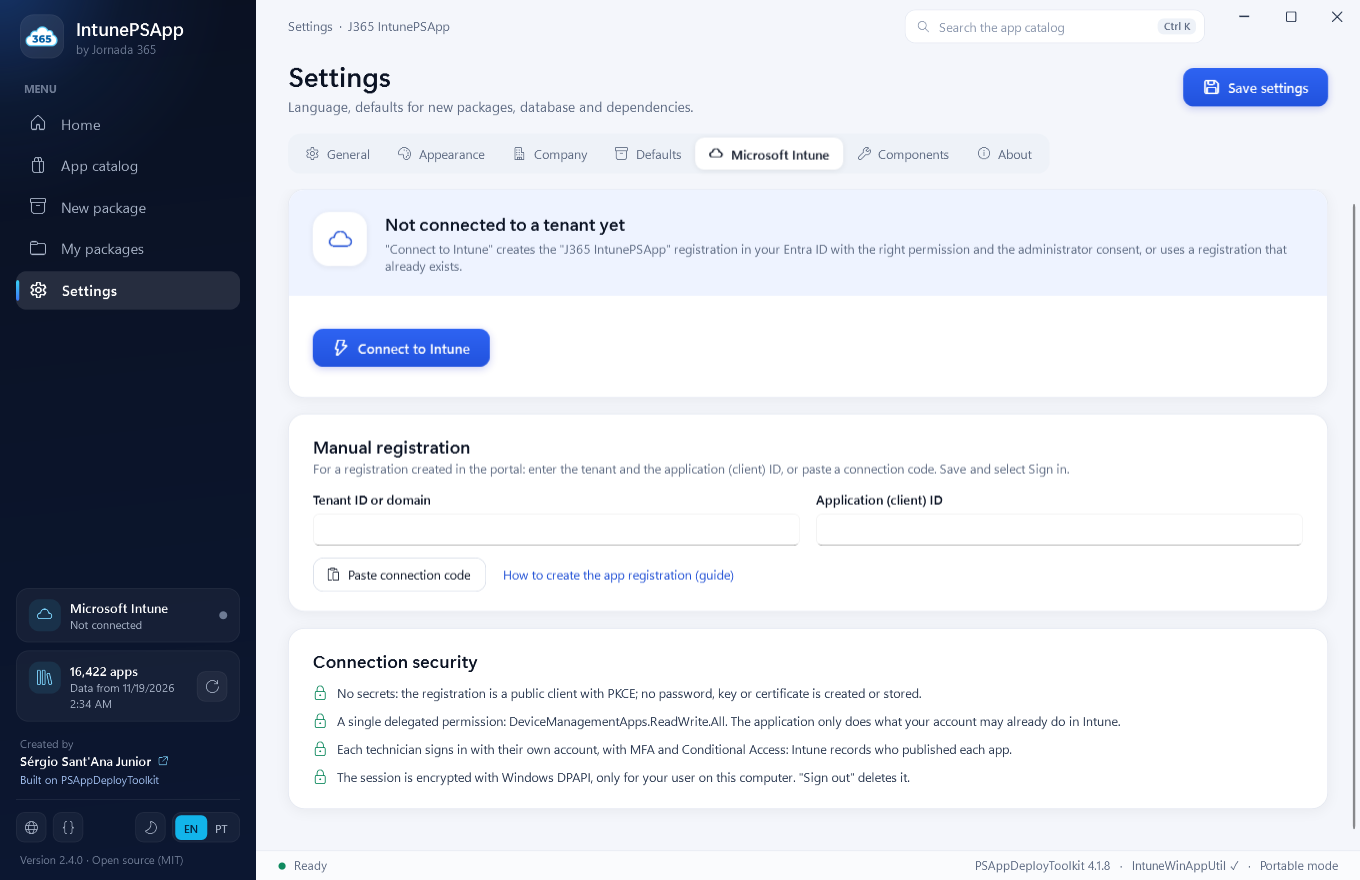 IntunePSApp
by Jornada 365
365
MENU
Home
App catalog
New package
My packages
Settings
Microsoft Intune
Not connected
16,422 apps
Data from 11/19/2026
2:34 AM
Created by
Sérgio Sant'Ana Junior
Built on PSAppDeployToolkit
{}
EN
PT
Version 2.4.0 · Open source (MIT)
Settings · J365 IntunePSApp
Search the app catalog
Ctrl K
Settings
Language, defaults for new packages, database and dependencies.
Save settings
General
Appearance
Company
Defaults
Microsoft Intune
Components
About
Not connected to a tenant yet
"Connect to Intune" creates the "J365 IntunePSApp" registration in your Entra ID with the right permission and the administrator consent, or uses a registration that
already exists.
Connect to Intune
Manual registration
For a registration created in the portal: enter the tenant and the application (client) ID, or paste a connection code. Save and select Sign in.
Tenant ID or domain
Application (client) ID
Paste connection code
How to create the app registration (guide)
Connection security
No secrets: the registration is a public client with PKCE; no password, key or certificate is created or stored.
A single delegated permission: DeviceManagementApps.ReadWrite.All. The application only does what your account may already do in Intune.
Each technician signs in with their own account, with MFA and Conditional Access: Intune records who published each app.
The session is encrypted with Windows DPAPI, only for your user on this computer. "Sign out" deletes it.
Ready
PSAppDeployToolkit 4.1.8 · IntuneWinAppUtil ✓ · Portable mode